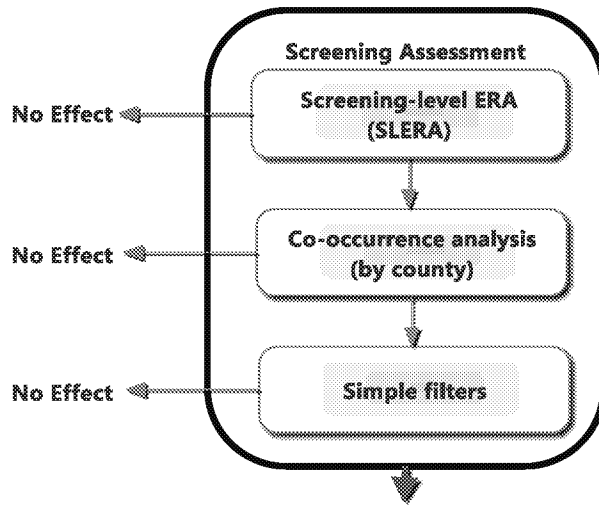 Screening Assessment
Screening-level ERA
(SLERA)
No Effect
Co-occurrence analysis
(by county)
No Effect
Simple filters
No Effect